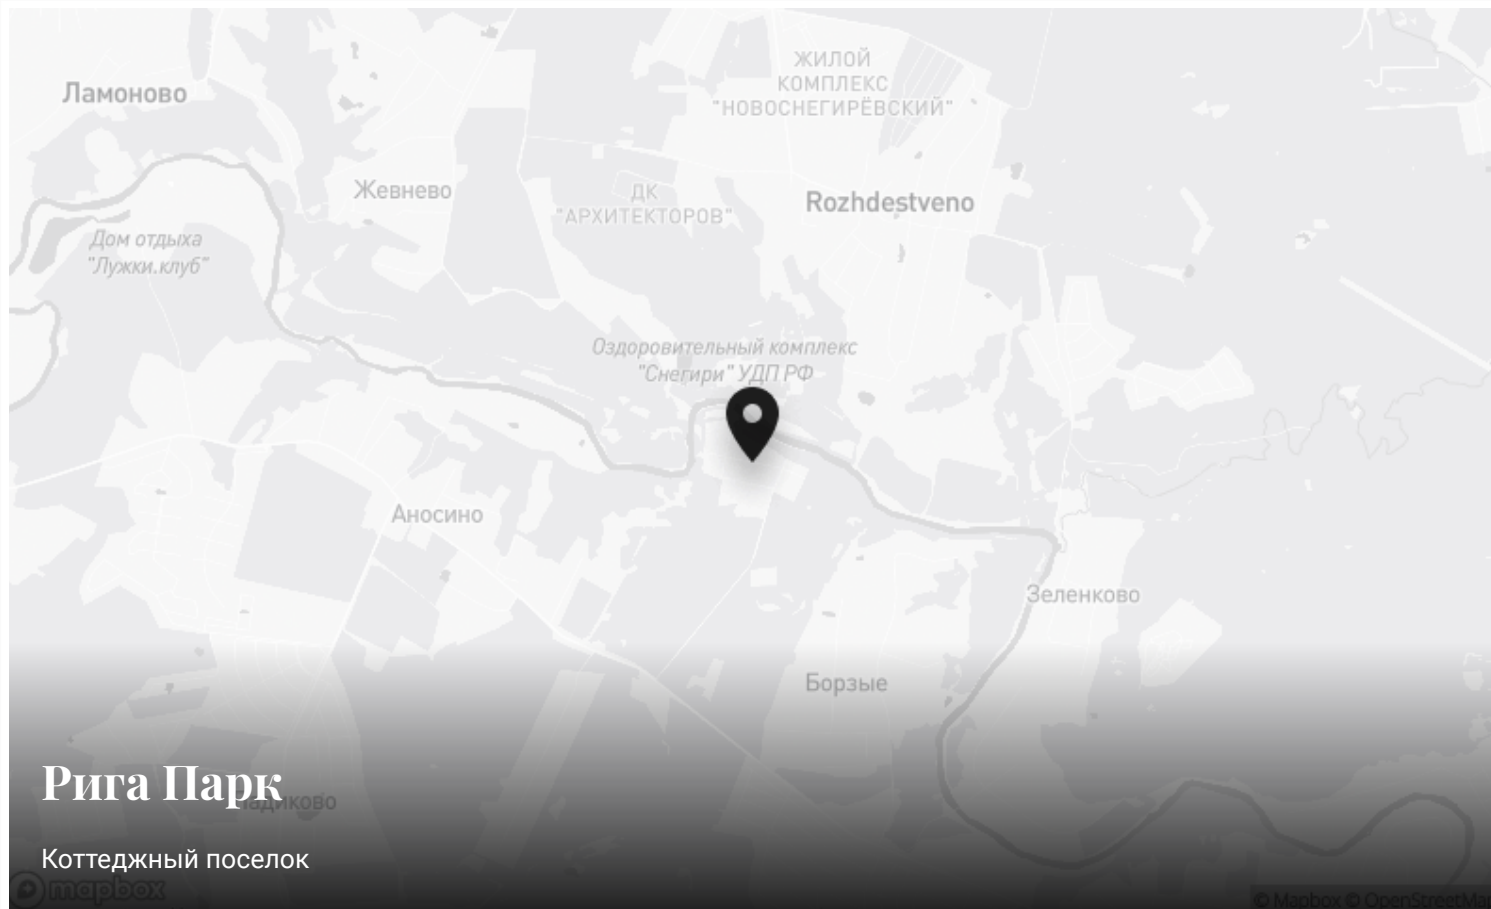 ЖИЛОЙ
КОМПЛЕКС
"НОВОСНЕГИРЁВСКИЙ"
Ламоново
Жевнево
ДК
"АРХИТЕКТОРОВ"
Rozhdestveno
Дом отдыха
"Лужки.клуб"
Оздоровительный комплекс
"Снегири" УДП РФ
Аносино
Зеленково
Борзые
Рига Парк
Коттеджный поселок
mapbox
© Mapbox © OpenStreetMap